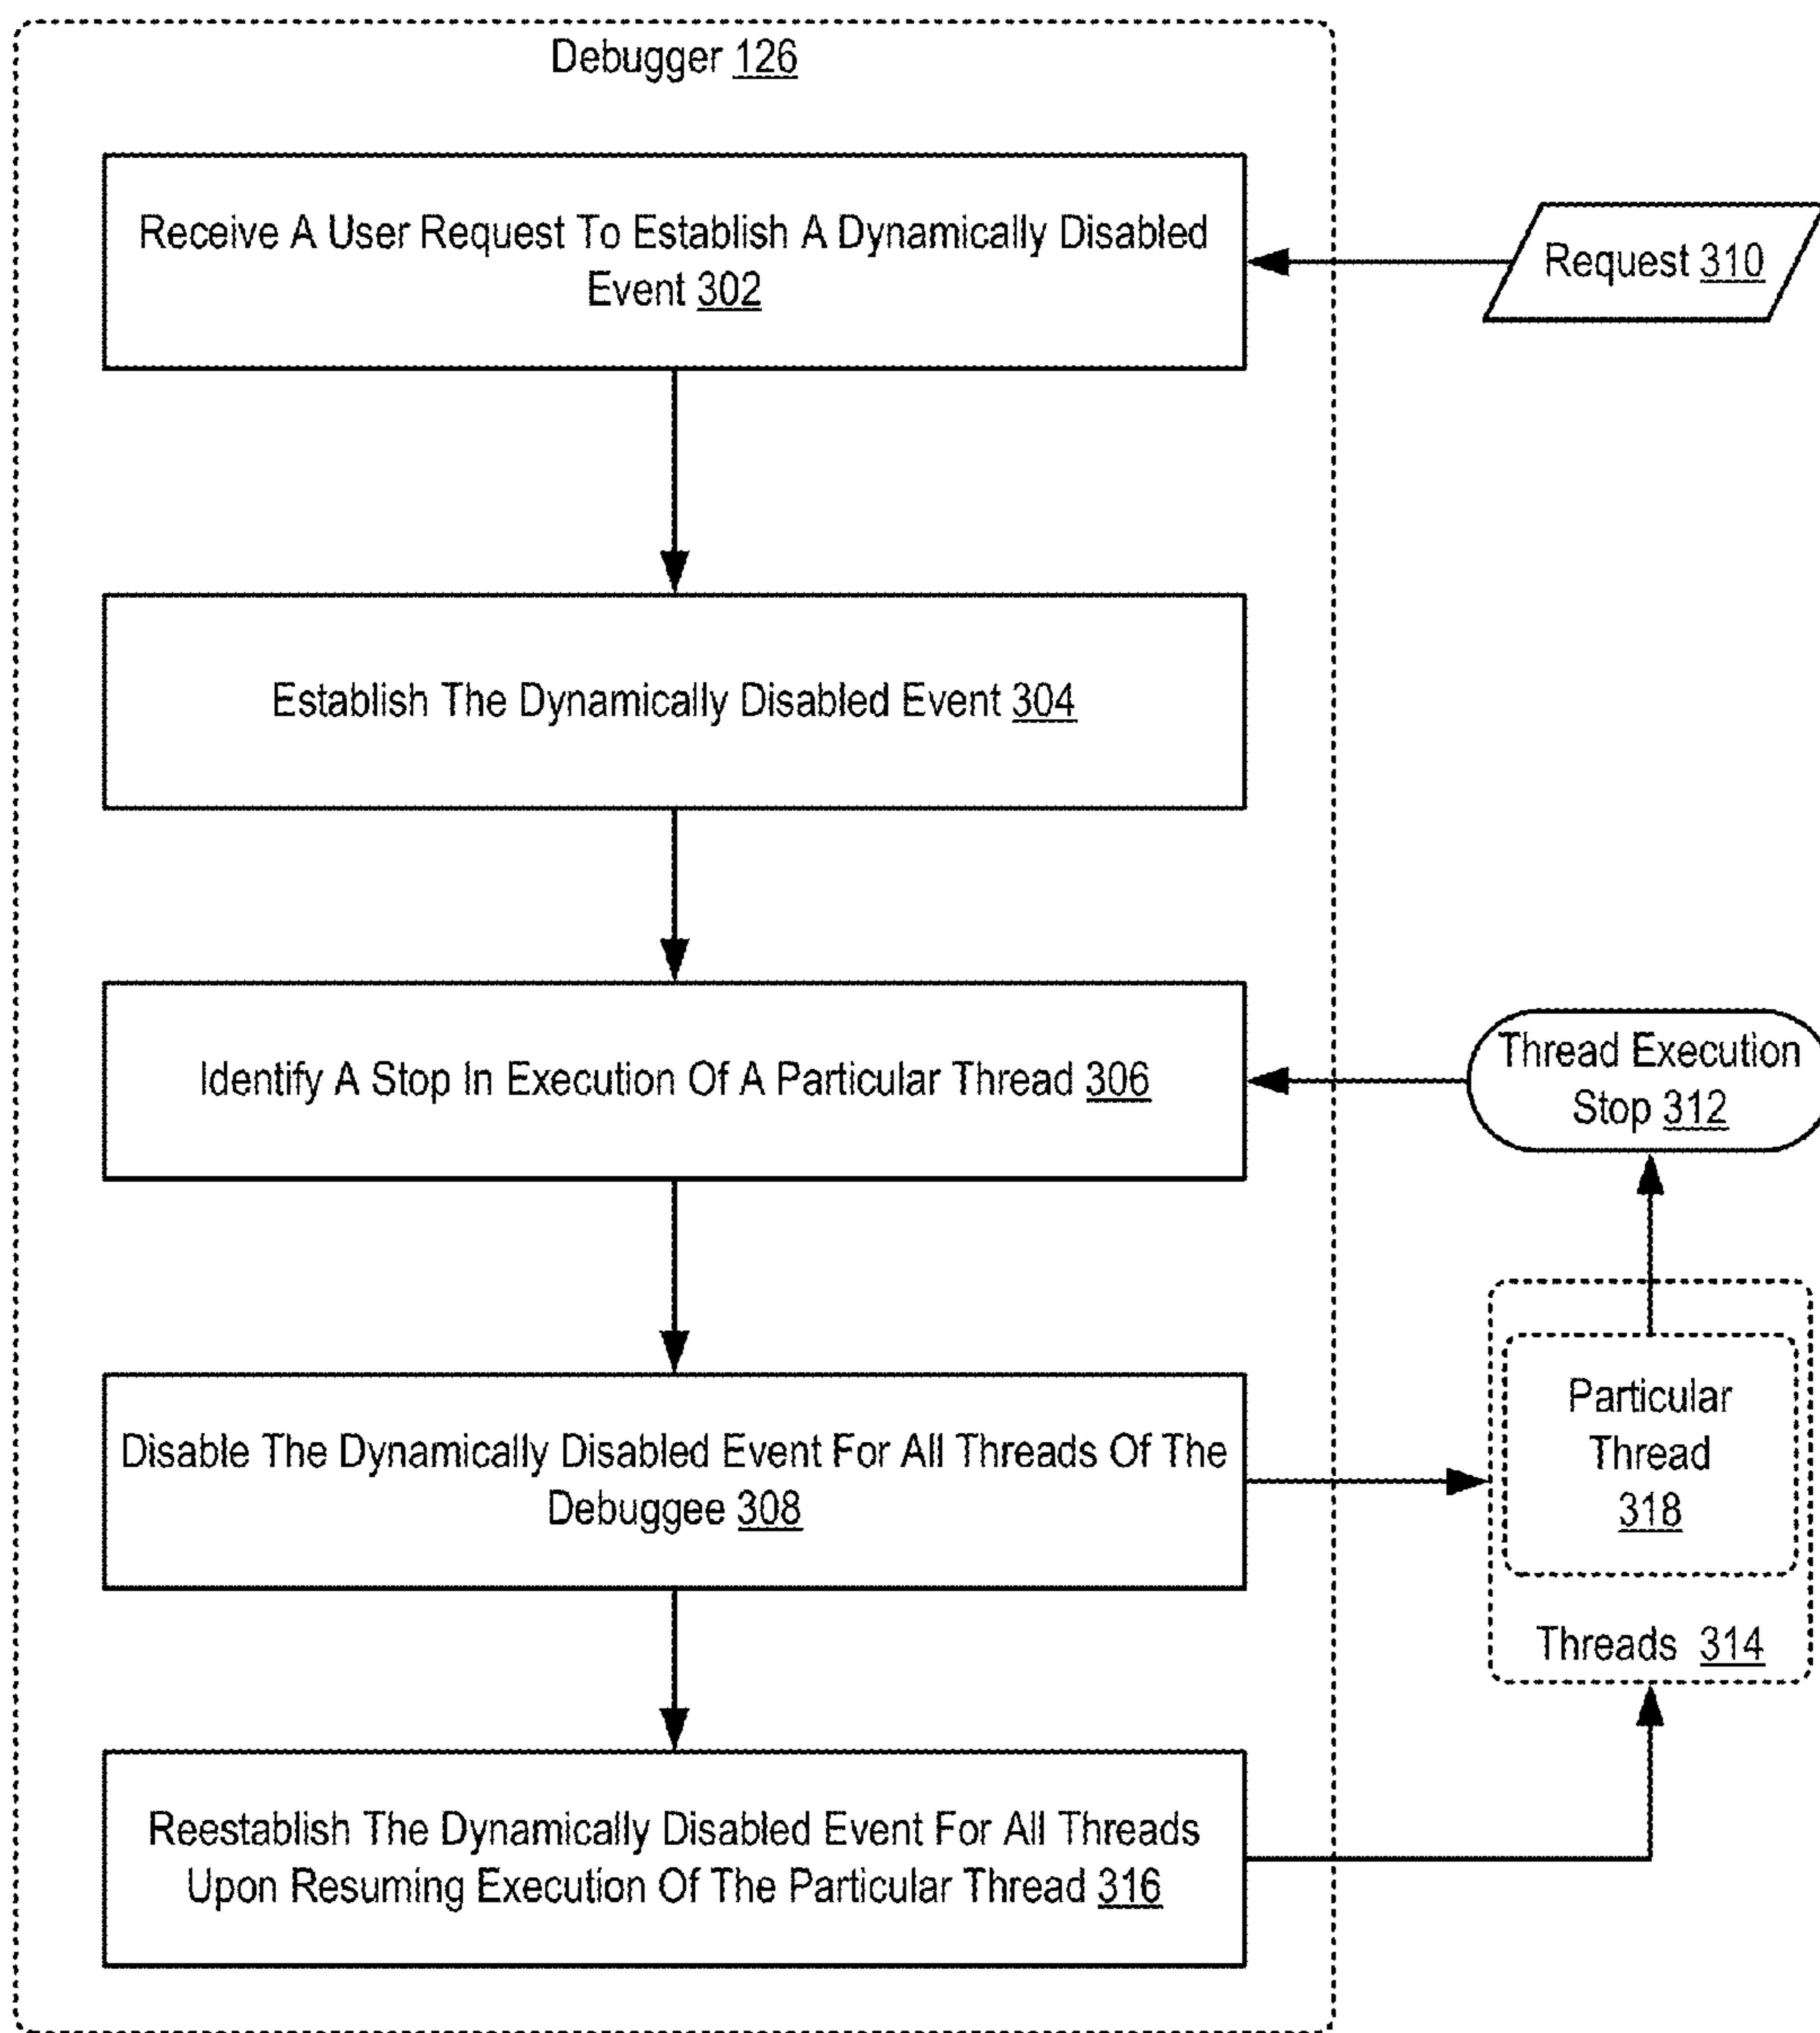 Debugger 126
Receive A User Request To Establish A Dynamically Disabled
Event 302
Request 310
Establish The Dynamically Disabled Event 304
Identify A Stop In Execution Of A Particular Thread 306
Thread Execution
Stop 312
Disable The Dynamically Disabled Event For All Threads Of The
Debuggee 308
Particular
Thread
318
Threads 314
Reestablish The Dynamically Disabled Event For All Threads
Upon Resuming Execution Of The Particular Thread 316